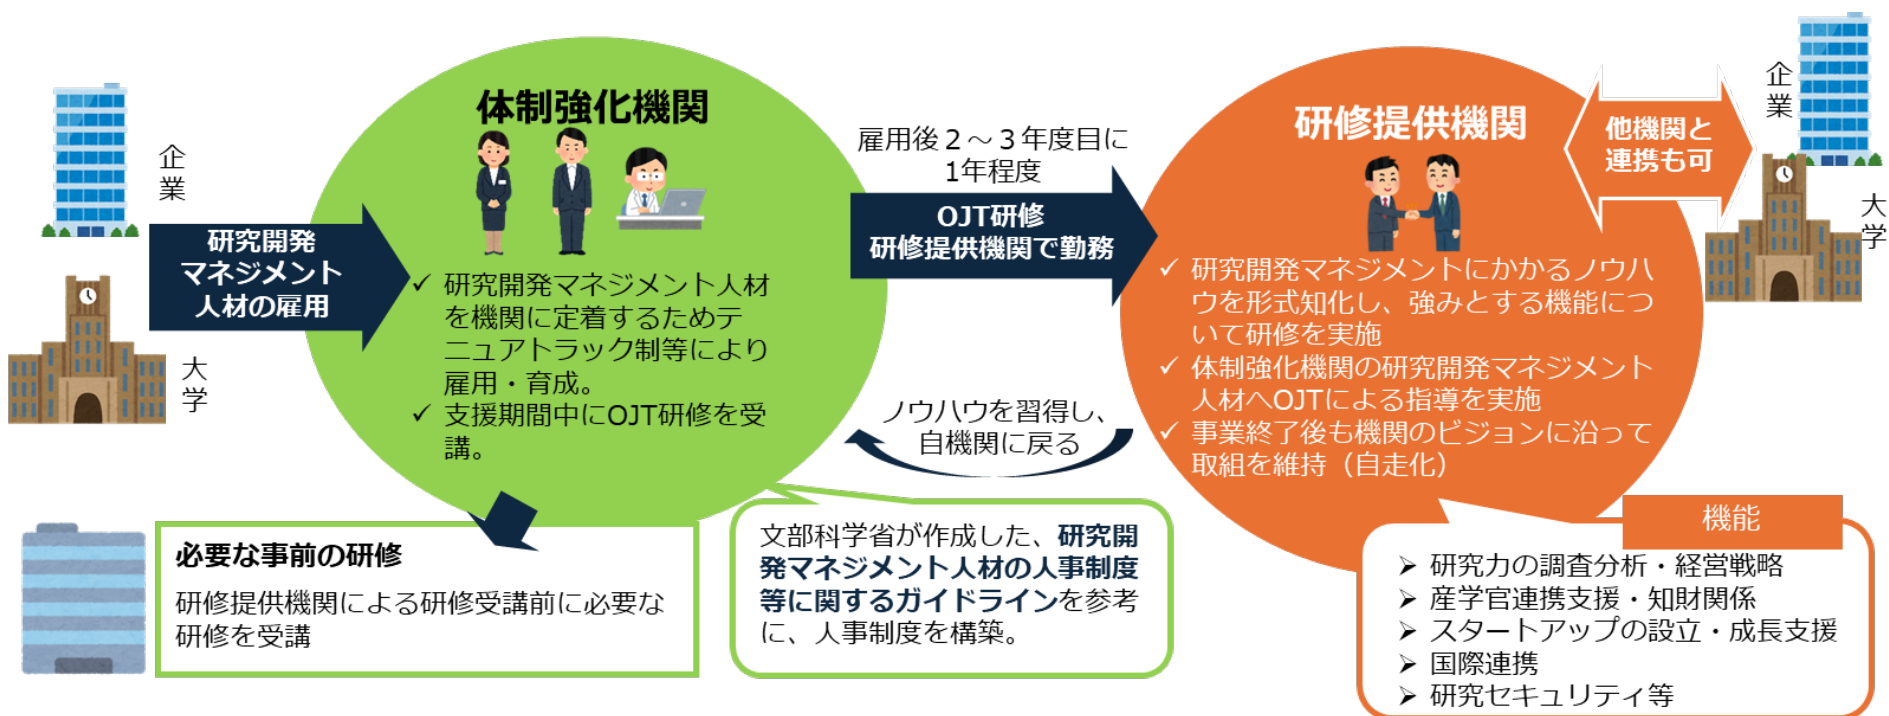 企業
大学
研究開発
マネジメント
人材の雇用
体制強化機関
✓ 研究開発マネジメント人材
を機関に定着するためテ
ニュアトラック制等により
雇用・育成。
✓ 支援期間中にOJT研修を受
講。
雇用後２～３年度目に
1年程度
OJT研修
研修提供機関で勤務
ノウハウを習得し、
自機関に戻る
研修提供機関
✓ 研究開発マネジメントにかかるノウハ
ウを形式知化し、強みとする機能につ
いて研修を実施
✓ 体制強化機関の研究開発マネジメント
人材へOJTによる指導を実施
✓ 事業終了後も機関のビジョンに沿って
取組を維持（自走化）
他機関と
連携も可
企業
大学
必要な事前の研修
研修提供機関による研修受講前に必要な
研修を受講
文部科学省が作成した、研究開
発マネジメント人材の人事制度
等に関するガイドラインを参考
に、人事制度を構築。
機能
➢ 研究力の調査分析・経営戦略
➢ 産学官連携支援・知財関係
➢ スタートアップの設立・成長支援
➢ 国際連携
➢ 研究セキュリティ等